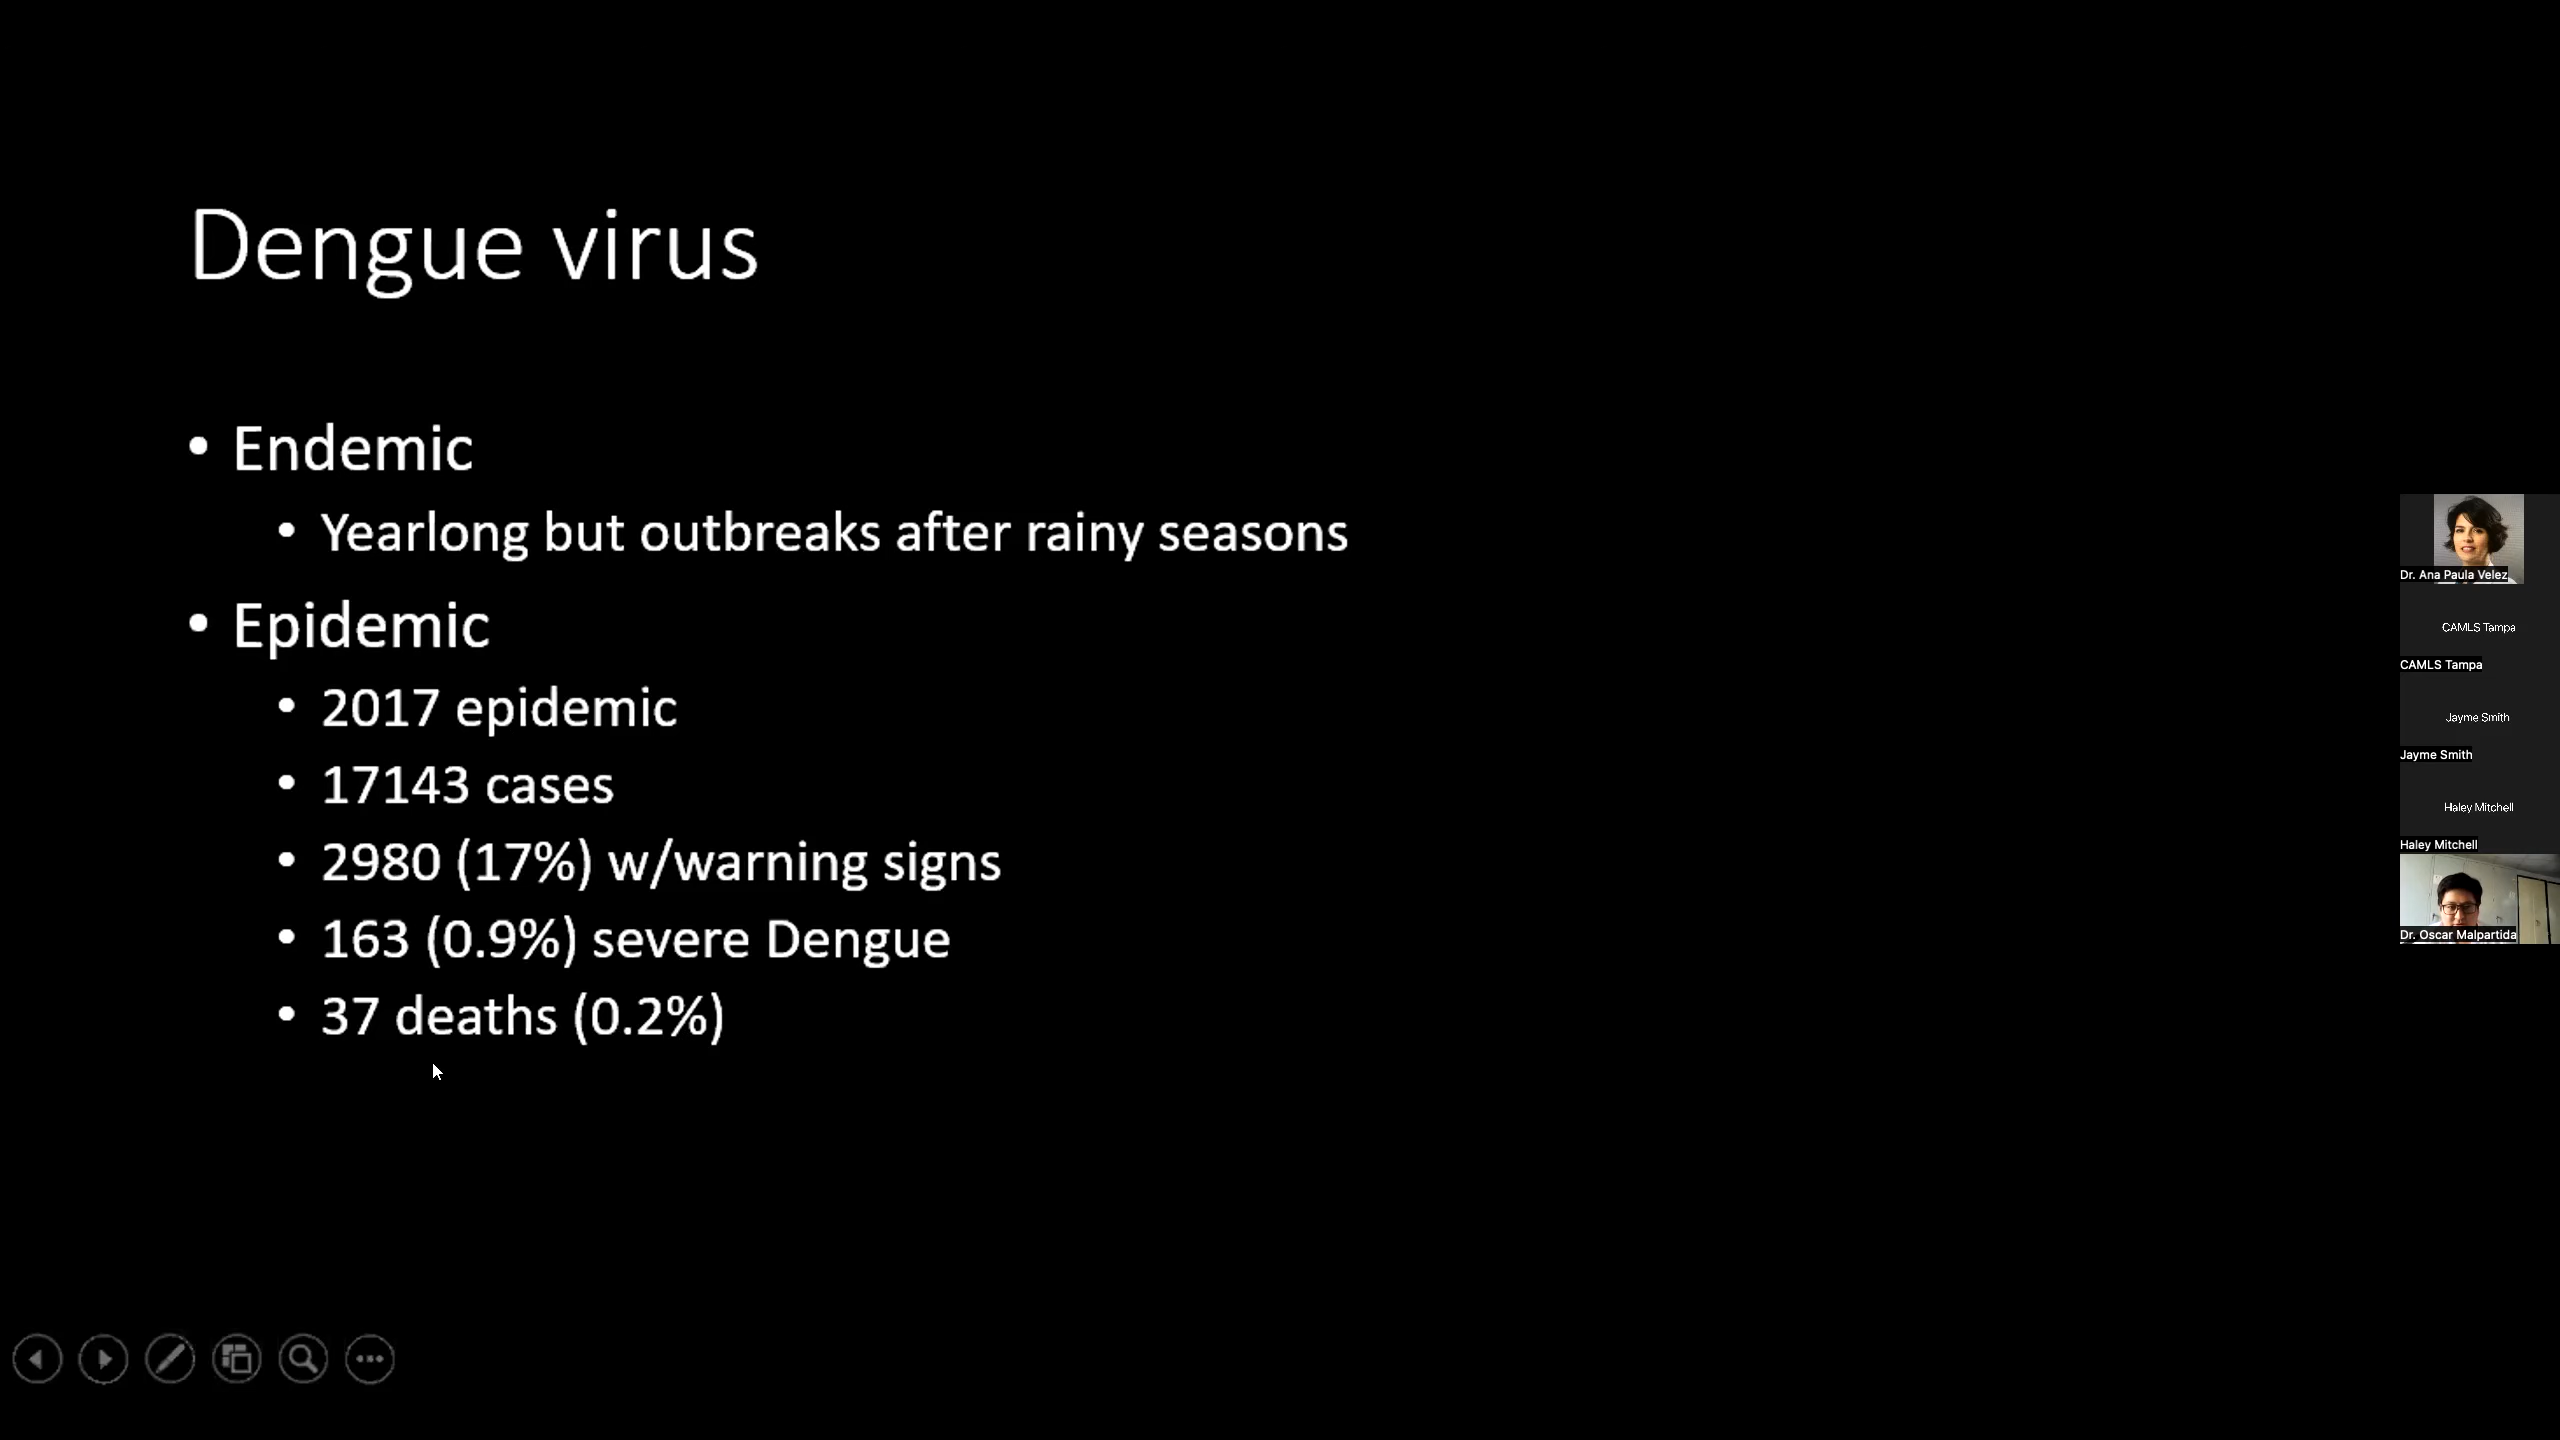 Dengue virus
• Endemic
• Yearlong but outbreaks after rainy seasons
• Epidemic
• 2017 epidemic
• 17143 cases
• 2980 (17%) w/warning signs
• 163 (0.9%) severe Dengue
• 37 deaths (0.2%)
Dr. Ana Paula Velez
CAMLS Tampa
CAMLS Tampa
Jayme Smith
Jayme Smith
Haley Mitchell
Haley Mitchell
Dr. Oscar Malpartida